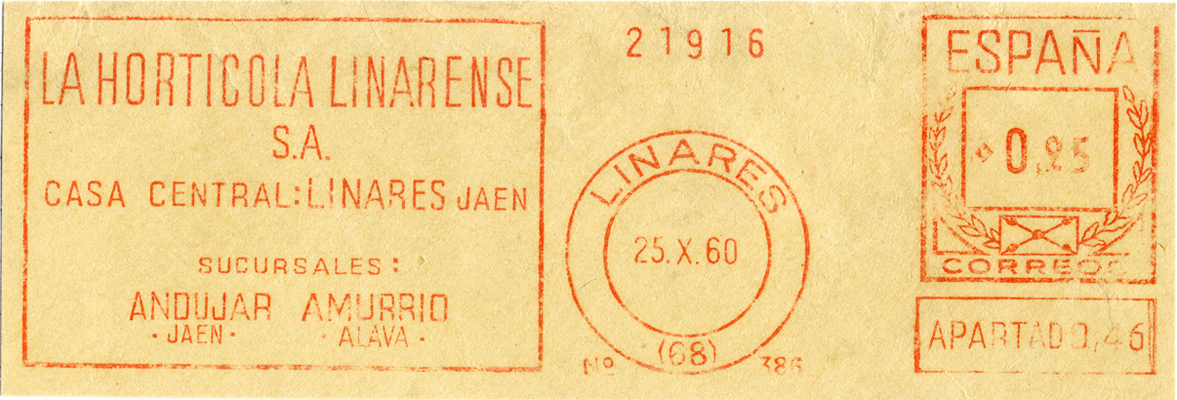 LA HORTICOLA LINARENSE
S.A.
CASA CENTRAL: LINARES JAEN
SUCURSALES:
ANDUJAR AMURRIO
·JAEN· ·ALAVA·
21916
LINARES
25.X.60
(68)
Nº 386
ESPAÑA
0,25
CORREOS
APARTADO,46